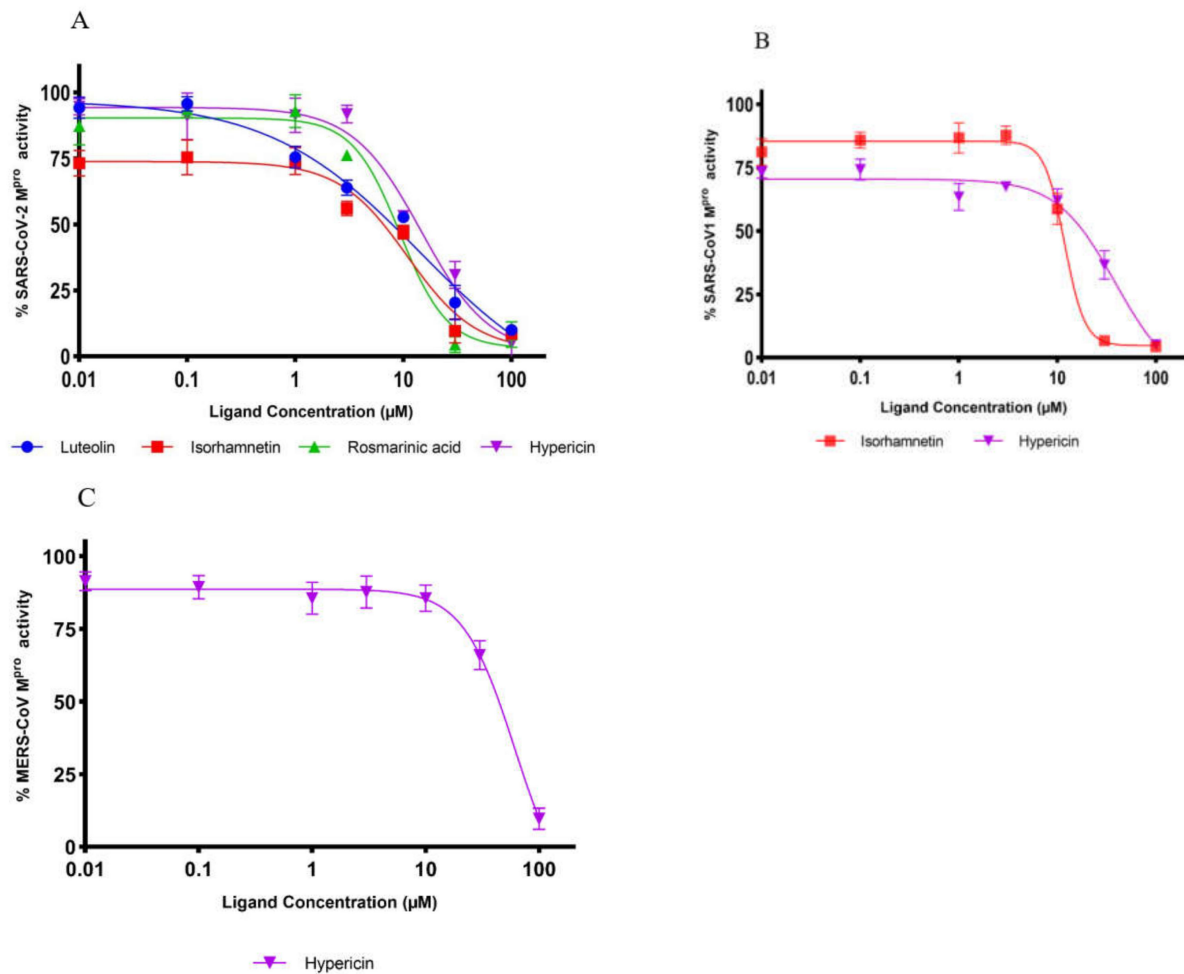 A
% SARS-CoV-2 Mpro activity
100
75
50
25
0
0.01 0.1 1 10 100
Ligand Concentration (µM)
Luteolin Isorhamnetin Rosmarinic acid Hypericin
B
% SARS-CoV1 Mpro activity
100
75
50
25
0
0.01 0.1 1 10 100
Ligand Concentration (µM)
Isorhamnetin Hypericin
C
% MERS-CoV Mpro activity
100
75
50
25
0
0.01 0.1 1 10 100
Ligand Concentration (µM)
Hypericin